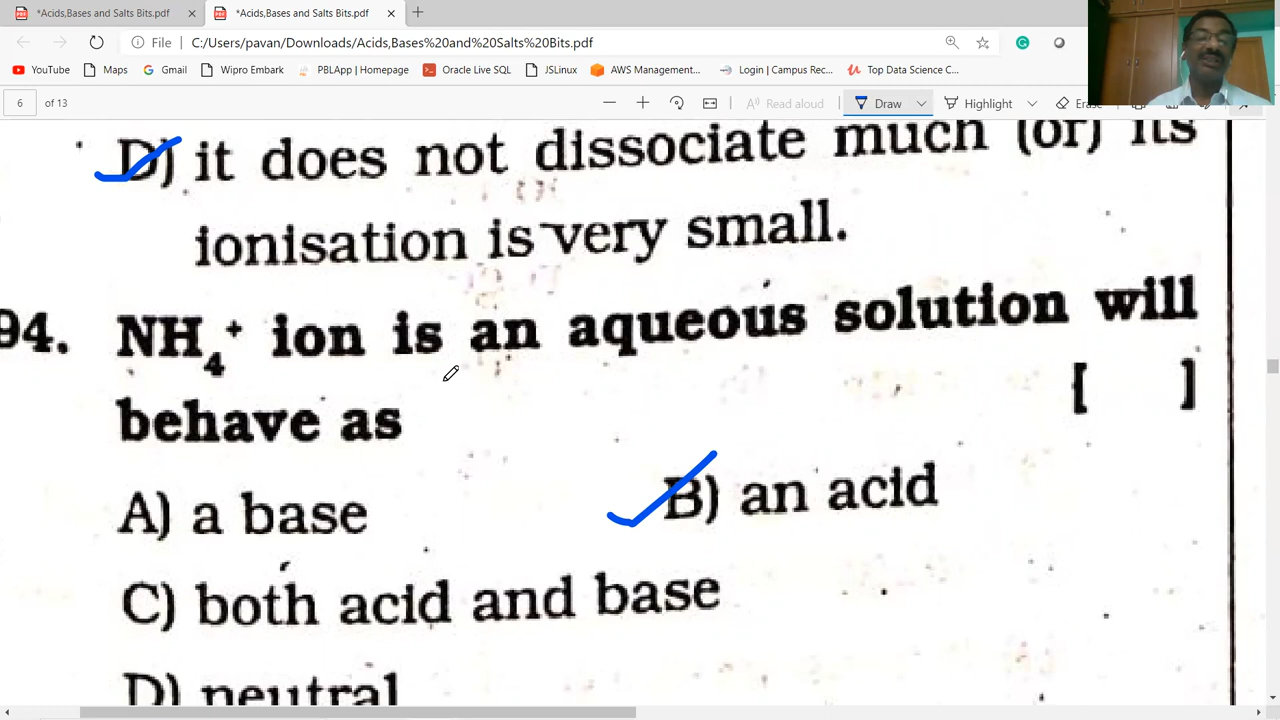 *Acids,Bases and Salts Bits.pdf
*Acids,Bases and Salts Bits.pdf
File C:/Users/pavan/Downloads/Acids,Bases%20and%20Salts%20Bits.pdf
YouTube Maps Gmail Wipro Embark PBLApp | Homepage Oracle Live SQL JSLinux AWS Management... Login | Campus Rec... Top Data Science C...
6 of 13 Read aloud Draw Highlight Erase
D) it does not dissociate much (or) its
ionisation is very small.
94. NH₄⁺ ion is an aqueous solution will
behave as [ ]
A) a base B) an acid
C) both acid and base
D) neutral